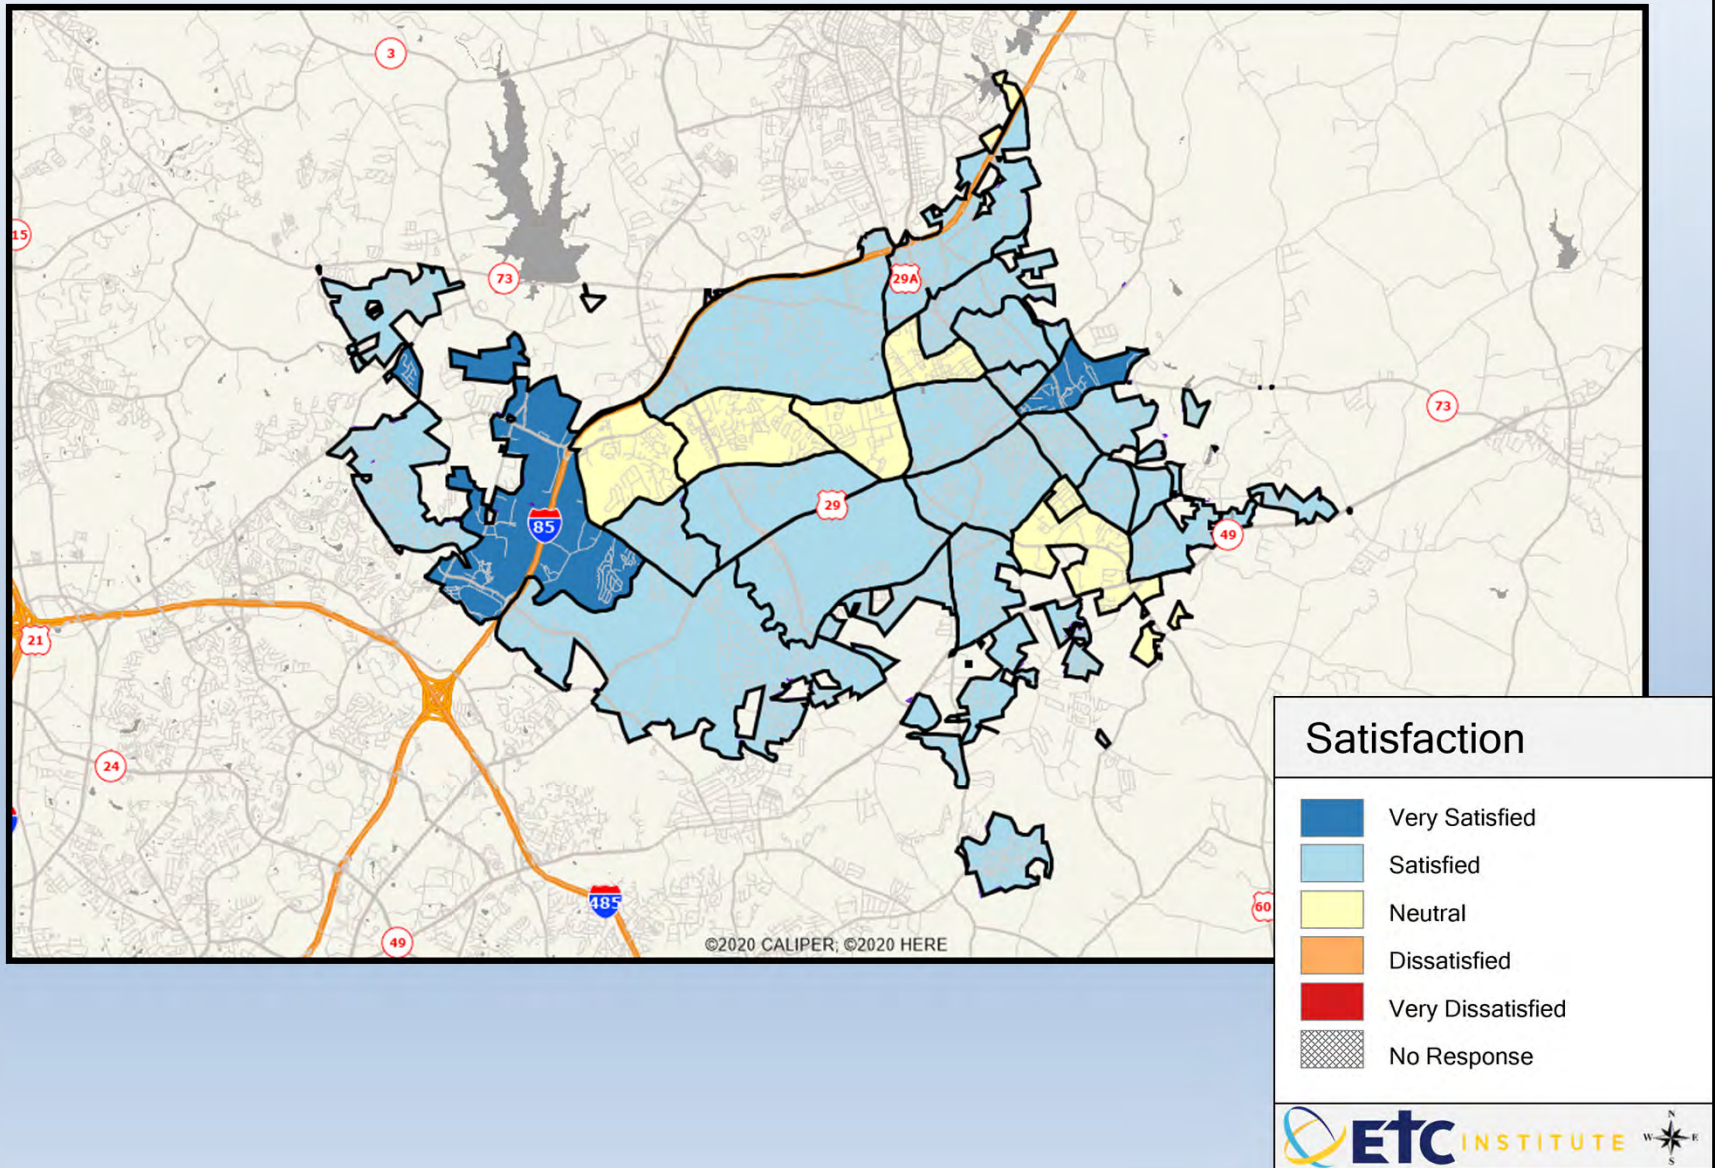 3
15
73
29A
73
29
85
49
21
24
485
60
49
©2020 CALIPER; ©2020 HERE
Satisfaction
Very Satisfied
Satisfied
Neutral
Dissatisfied
Very Dissatisfied
No Response
ETC INSTITUTE
N
W E
S